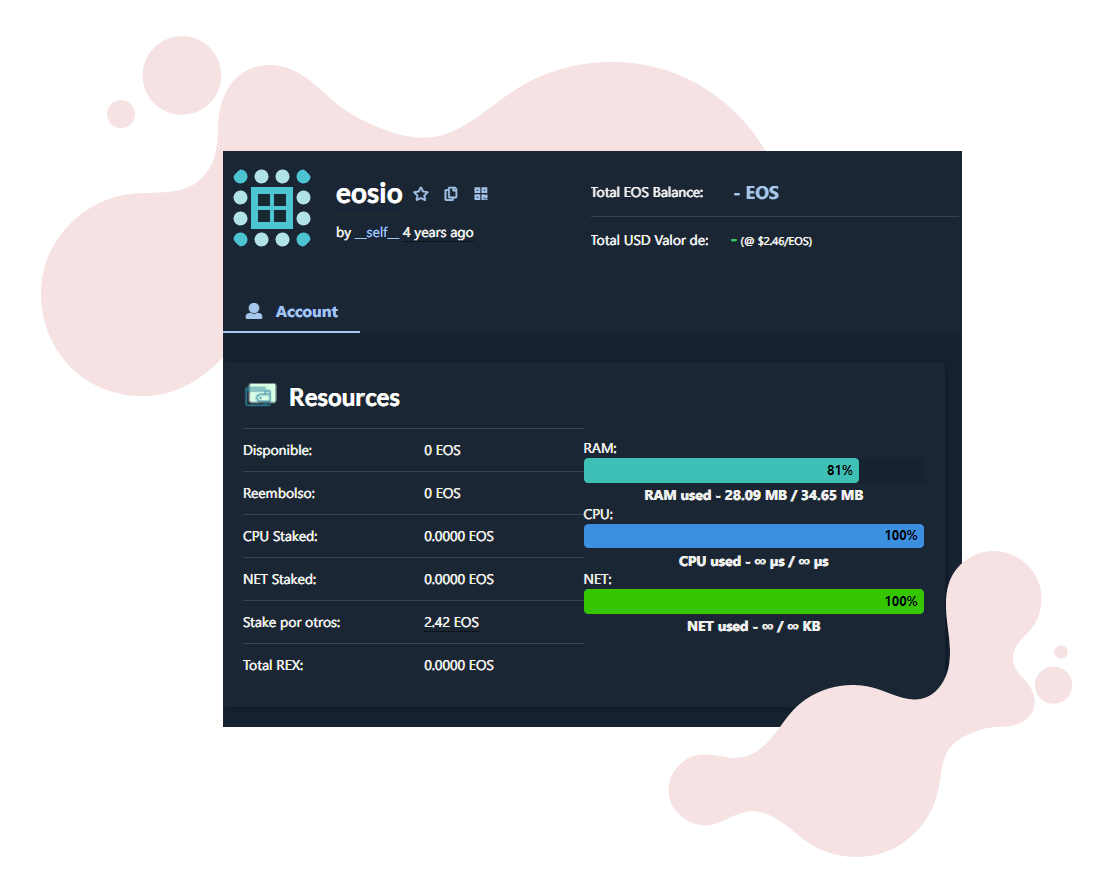 eosio
by __self__ 4 years ago
Total EOS Balance: - EOS
Total USD Valor de: - (@ $2.46/EOS)
Account
Resources
Disponible: 0 EOS
Reembolso: 0 EOS
CPU Staked: 0.0000 EOS
NET Staked: 0.0000 EOS
Stake por otros: 2.42 EOS
Total REX: 0.0000 EOS
RAM:
81%
RAM used - 28.09 MB / 34.65 MB
CPU:
100%
CPU used - ∞ µs / ∞ µs
NET:
100%
NET used - ∞ / ∞ KB